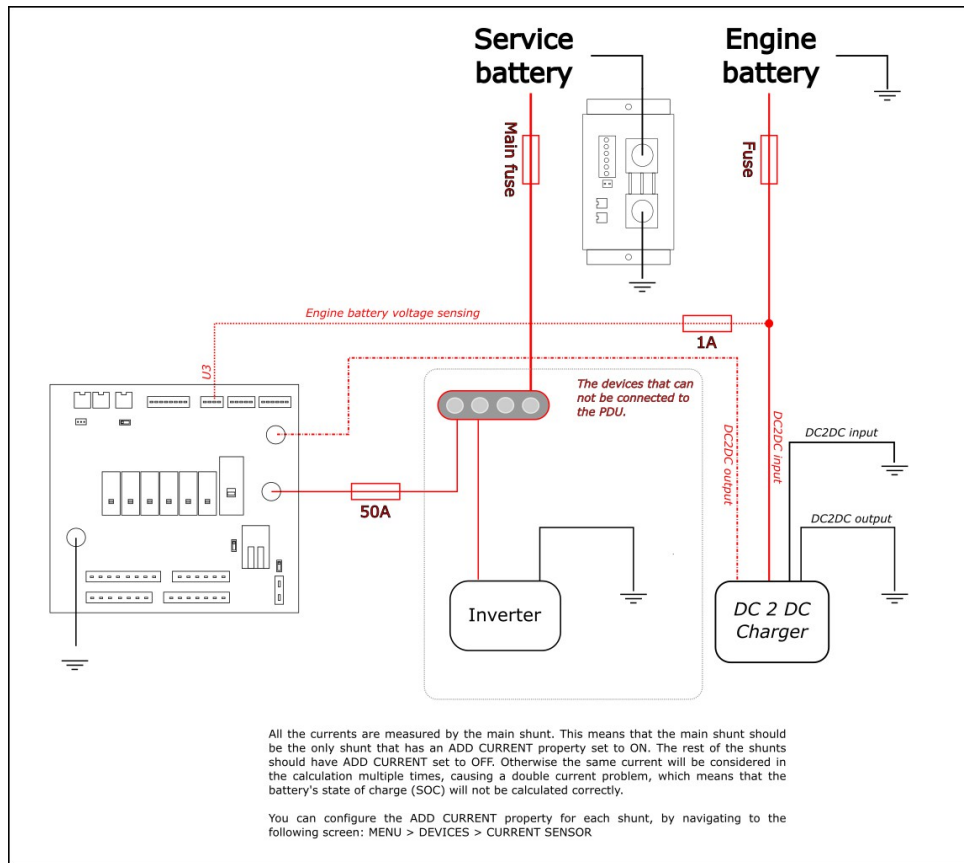 Service
battery
Engine
battery
Main fuse
Fuse
Engine battery voltage sensing
1A
U3
The devices that can
not be connected to
the PDU.
DC2DC output
DC2DC input
DC2DC input
DC2DC output
50A
Inverter
DC 2 DC
Charger
All the currents are measured by the main shunt. This means that the main shunt should
be the only shunt that has an ADD CURRENT property set to ON. The rest of the shunts
should have ADD CURRENT set to OFF. Otherwise the same current will be considered in
the calculation multiple times, causing a double current problem, which means that the
battery's state of charge (SOC) will not be calculated correctly.
You can configure the ADD CURRENT property for each shunt, by navigating to the
following screen: MENU > DEVICES > CURRENT SENSOR